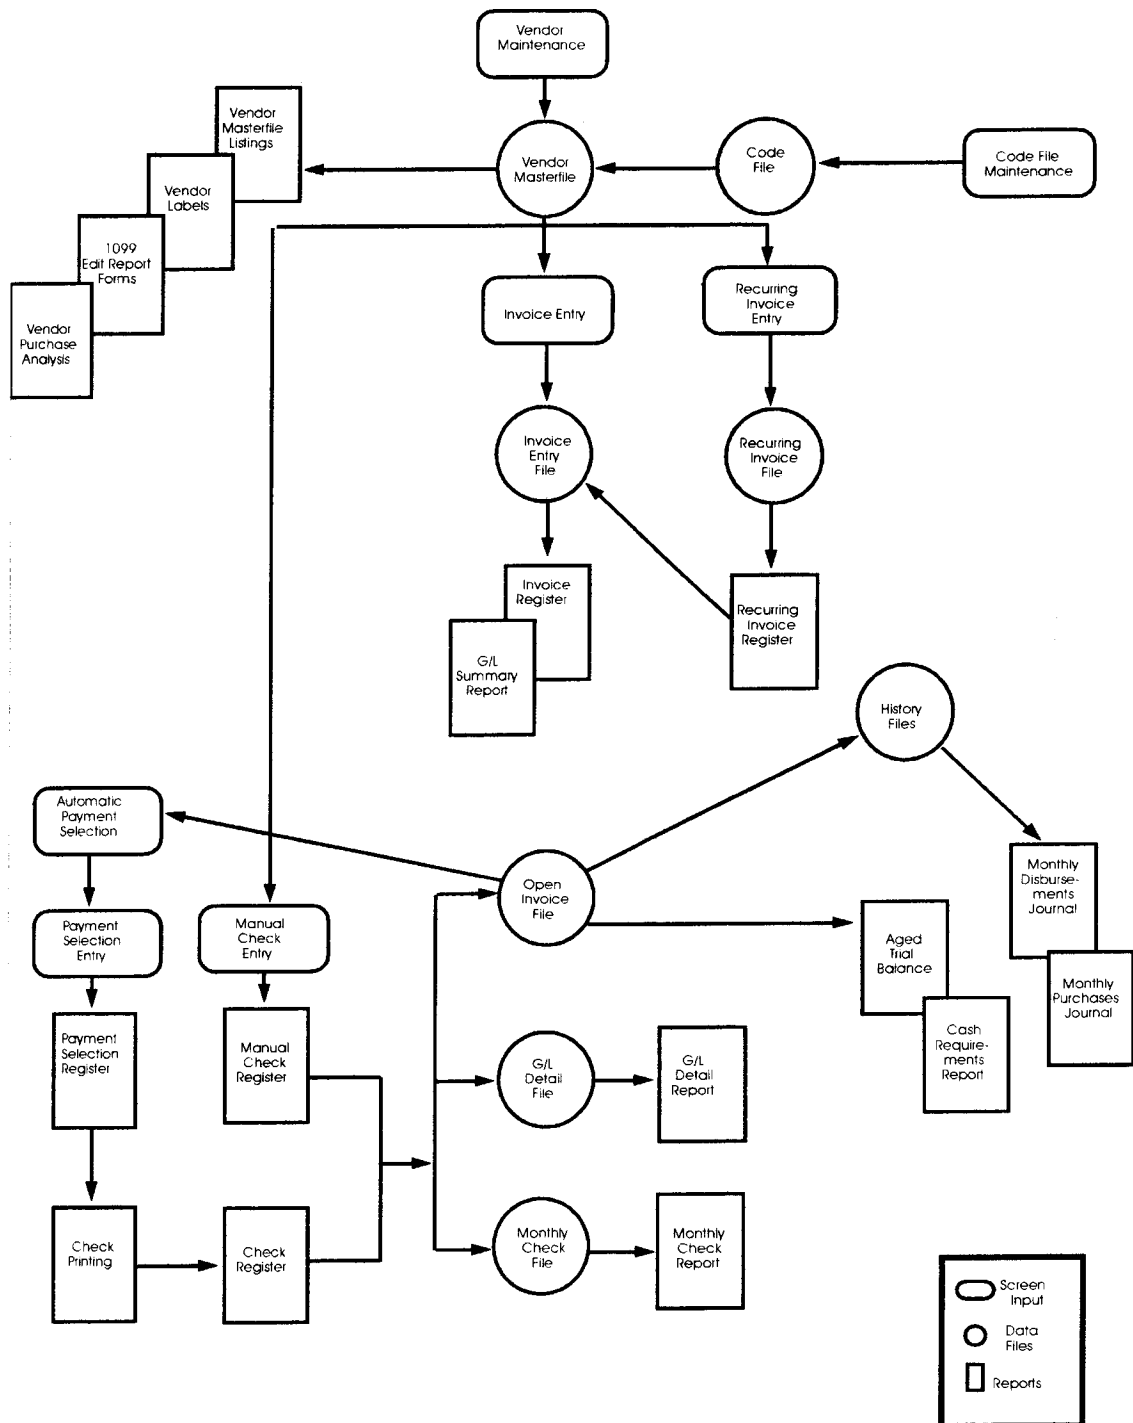 Vendor
Maintenance
Vendor
Masterfile
Listings
Vendor
Labels
1099
Edit Report
Forms
Vendor
Purchase
Analysis
Vendor
Masterfile
Code
File
Code File
Maintenance
Invoice Entry
Recurring
Invoice
Entry
Invoice
Entry
File
Recurring
Invoice
File
Invoice
Register
G/L
Summary
Report
Recurring
Invoice
Register
History
Files
Automatic
Payment
Selection
Open
Invoice
File
Monthly
Disburse-
ments
Journal
Monthly
Purchases
Journal
Payment
Selection
Entry
Manual
Check
Entry
Aged
Trial
Balance
Cash
Require-
ments
Report
Payment
Selection
Register
Manual
Check
Register
G/L
Detail
File
G/L
Detail
Report
Check
Printing
Check
Register
Monthly
Check
File
Monthly
Check
Report
Screen
Input
Data
Files
Reports